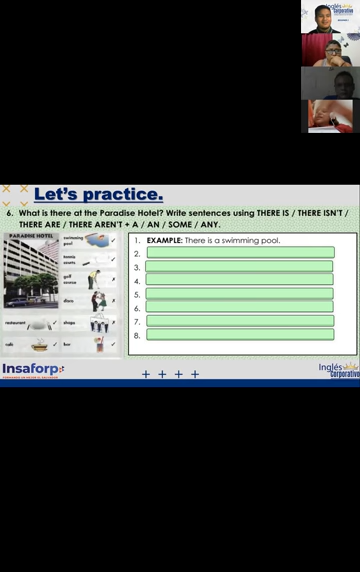 Inglés
Corporativo
Let's practice.
6. What is there at the Paradise Hotel? Write sentences using THERE IS / THERE ISN'T /
THERE ARE / THERE AREN'T + A / AN / SOME / ANY.
PARADISE HOTEL
swimming
pool
tennis
courts
golf
course
disco
restaurant
shops
café
bar
1. EXAMPLE: There is a swimming pool.
2.
3.
4.
5.
6.
7.
8.
Insaforp
Inglés
Corporativo